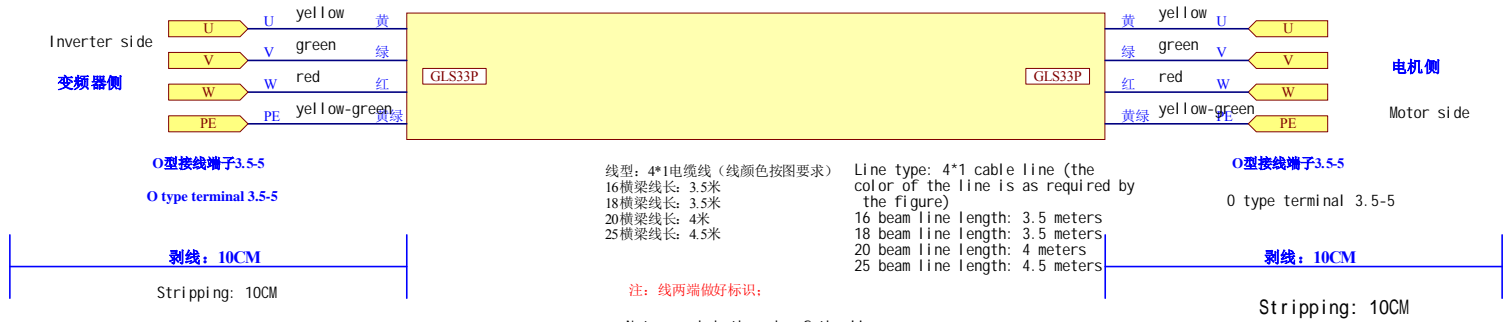 yellow
U U 黄
Inverter side
green
V V 绿
变频器侧
red
W W 红
yellow-green
PE PE 黄绿
GLS33P
GLS33P
yellow
黄 U U
green
绿 V V
电机侧
red
红 W W
yellow-green
黄绿 PE PE
Motor side
O型接线端子3.5-5
O type terminal 3.5-5
线型：4*1电缆线（线颜色按图要求）
16横梁线长：3.5米
18横梁线长：3.5米
20横梁线长：4米
25横梁线长：4.5米
Line type: 4*1 cable line (the
color of the line is as required by
the figure)
16 beam line length: 3.5 meters
18 beam line length: 3.5 meters
20 beam line length: 4 meters
25 beam line length: 4.5 meters
O型接线端子3.5-5
O type terminal 3.5-5
剥线：10CM
Stripping: 10CM
注：线两端做好标识；
剥线：10CM
Stripping: 10CM